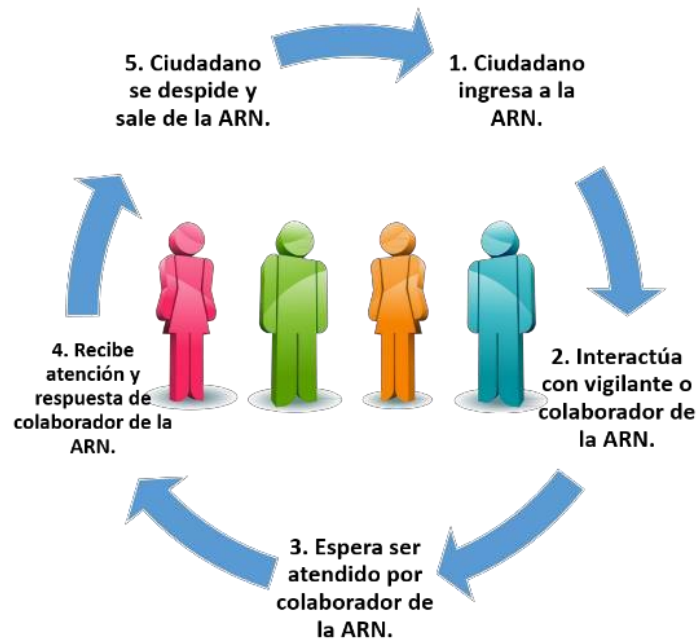 1. Ciudadano
ingresa a la
ARN.
2. Interactúa
con vigilante o
colaborador de
la ARN.
3. Espera ser
atendido por
colaborador de
la ARN.
4. Recibe
atención y
respuesta de
colaborador de la
ARN.
5. Ciudadano
se despide y
sale de la ARN.